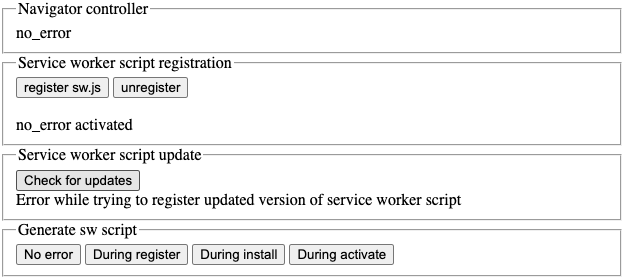 Navigator controller
no_error
Service worker script registration
register sw.js unregister
no_error activated
Service worker script update
Check for updates
Error while trying to register updated version of service worker script
Generate sw script
No error During register During install During activate